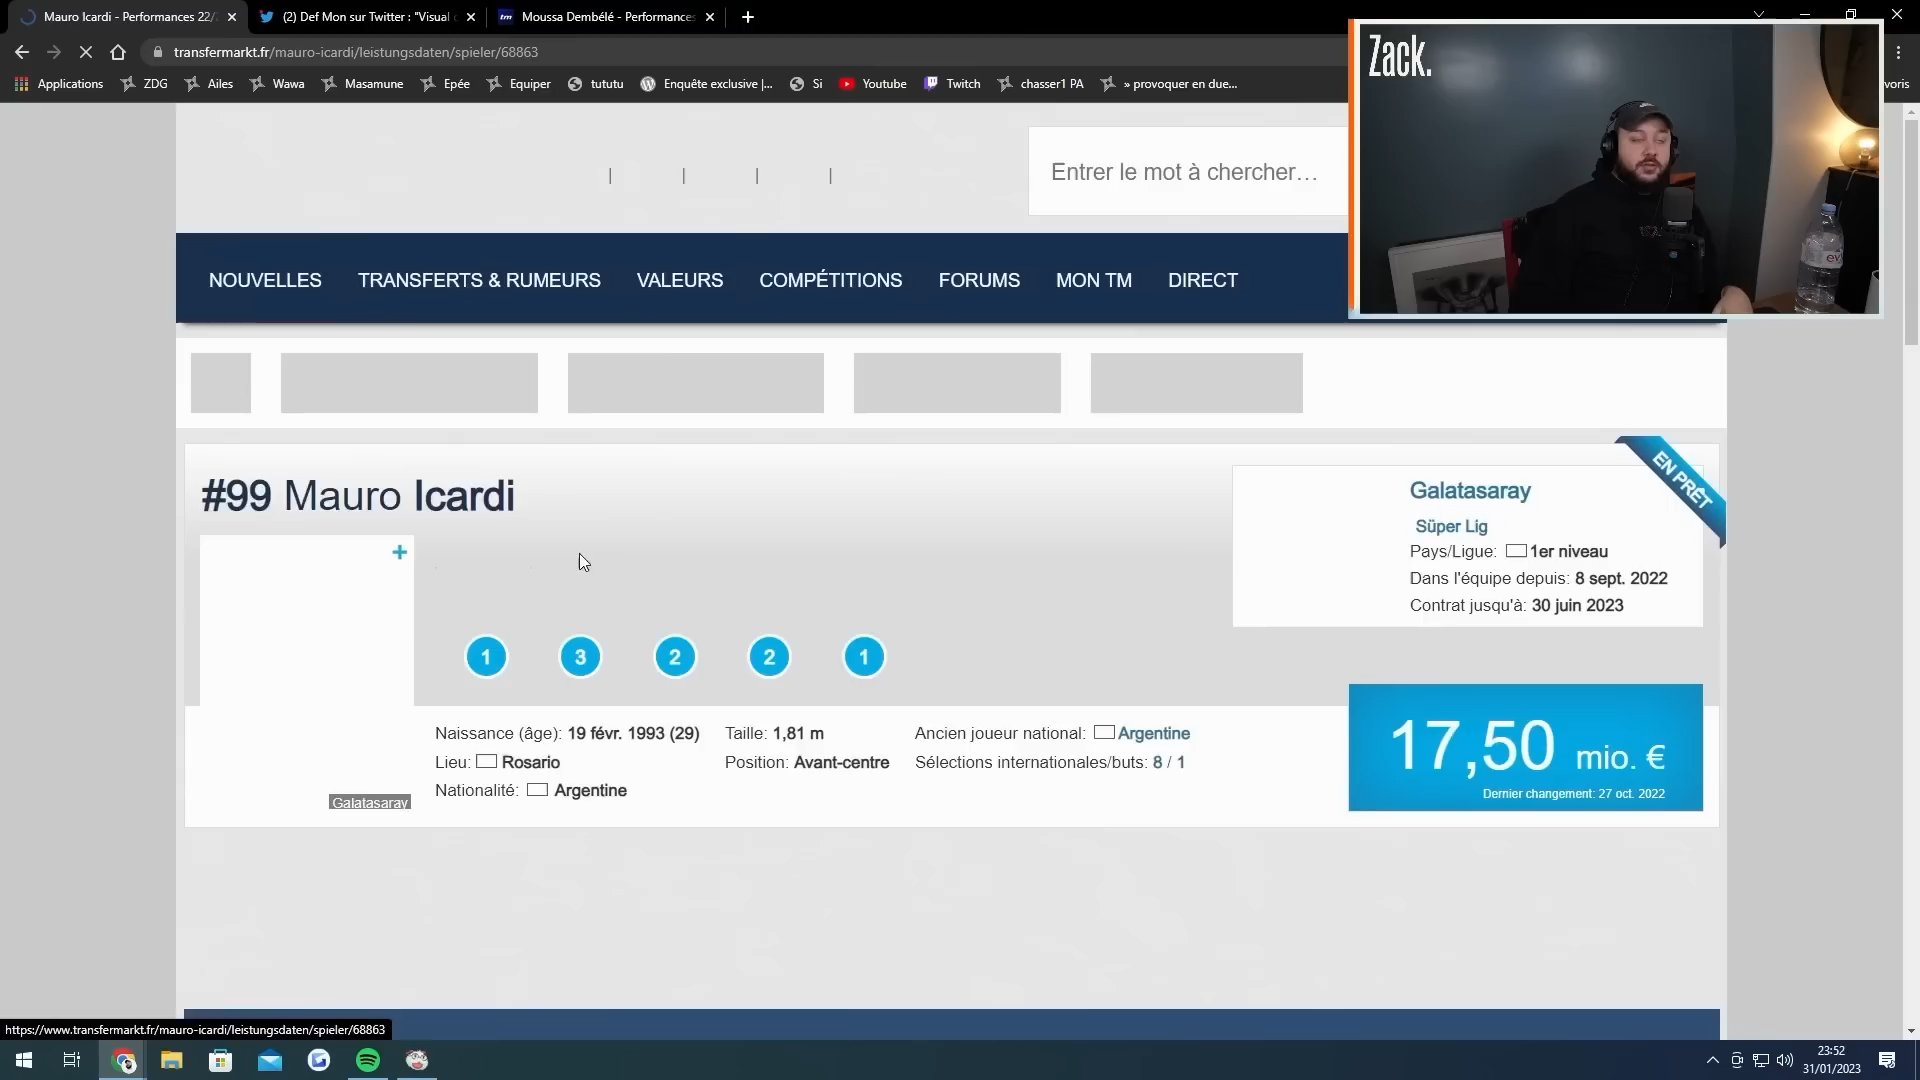 Mauro Icardi - Performances 22/
(2) Def Mon sur Twitter : "Visual
tm Moussa Dembélé - Performances
transfermarkt.fr/mauro-icardi/leistungsdaten/spieler/68863
Applications ZDG Ailes Wawa Masamune Epée Equiper tututu Enquête exclusive |... Si Youtube Twitch chasser1 PA » provoquer en due... voris
Zack.
Entrer le mot à chercher…
NOUVELLES TRANSFERTS & RUMEURS VALEURS COMPÉTITIONS FORUMS MON TM DIRECT
EN PRÊT
#99 Mauro Icardi
Galatasaray
Süper Lig
Pays/Ligue: 1er niveau
Dans l'équipe depuis: 8 sept. 2022
Contrat jusqu'à: 30 juin 2023
1 3 2 2 1
Naissance (âge): 19 févr. 1993 (29) Taille: 1,81 m Ancien joueur national: Argentine
Lieu: Rosario Position: Avant-centre Sélections internationales/buts: 8 / 1
Nationalité: Argentine
Galatasaray
17,50 mio. €
Dernier changement: 27 oct. 2022
https://www.transfermarkt.fr/mauro-icardi/leistungsdaten/spieler/68863
23:52
31/01/2023